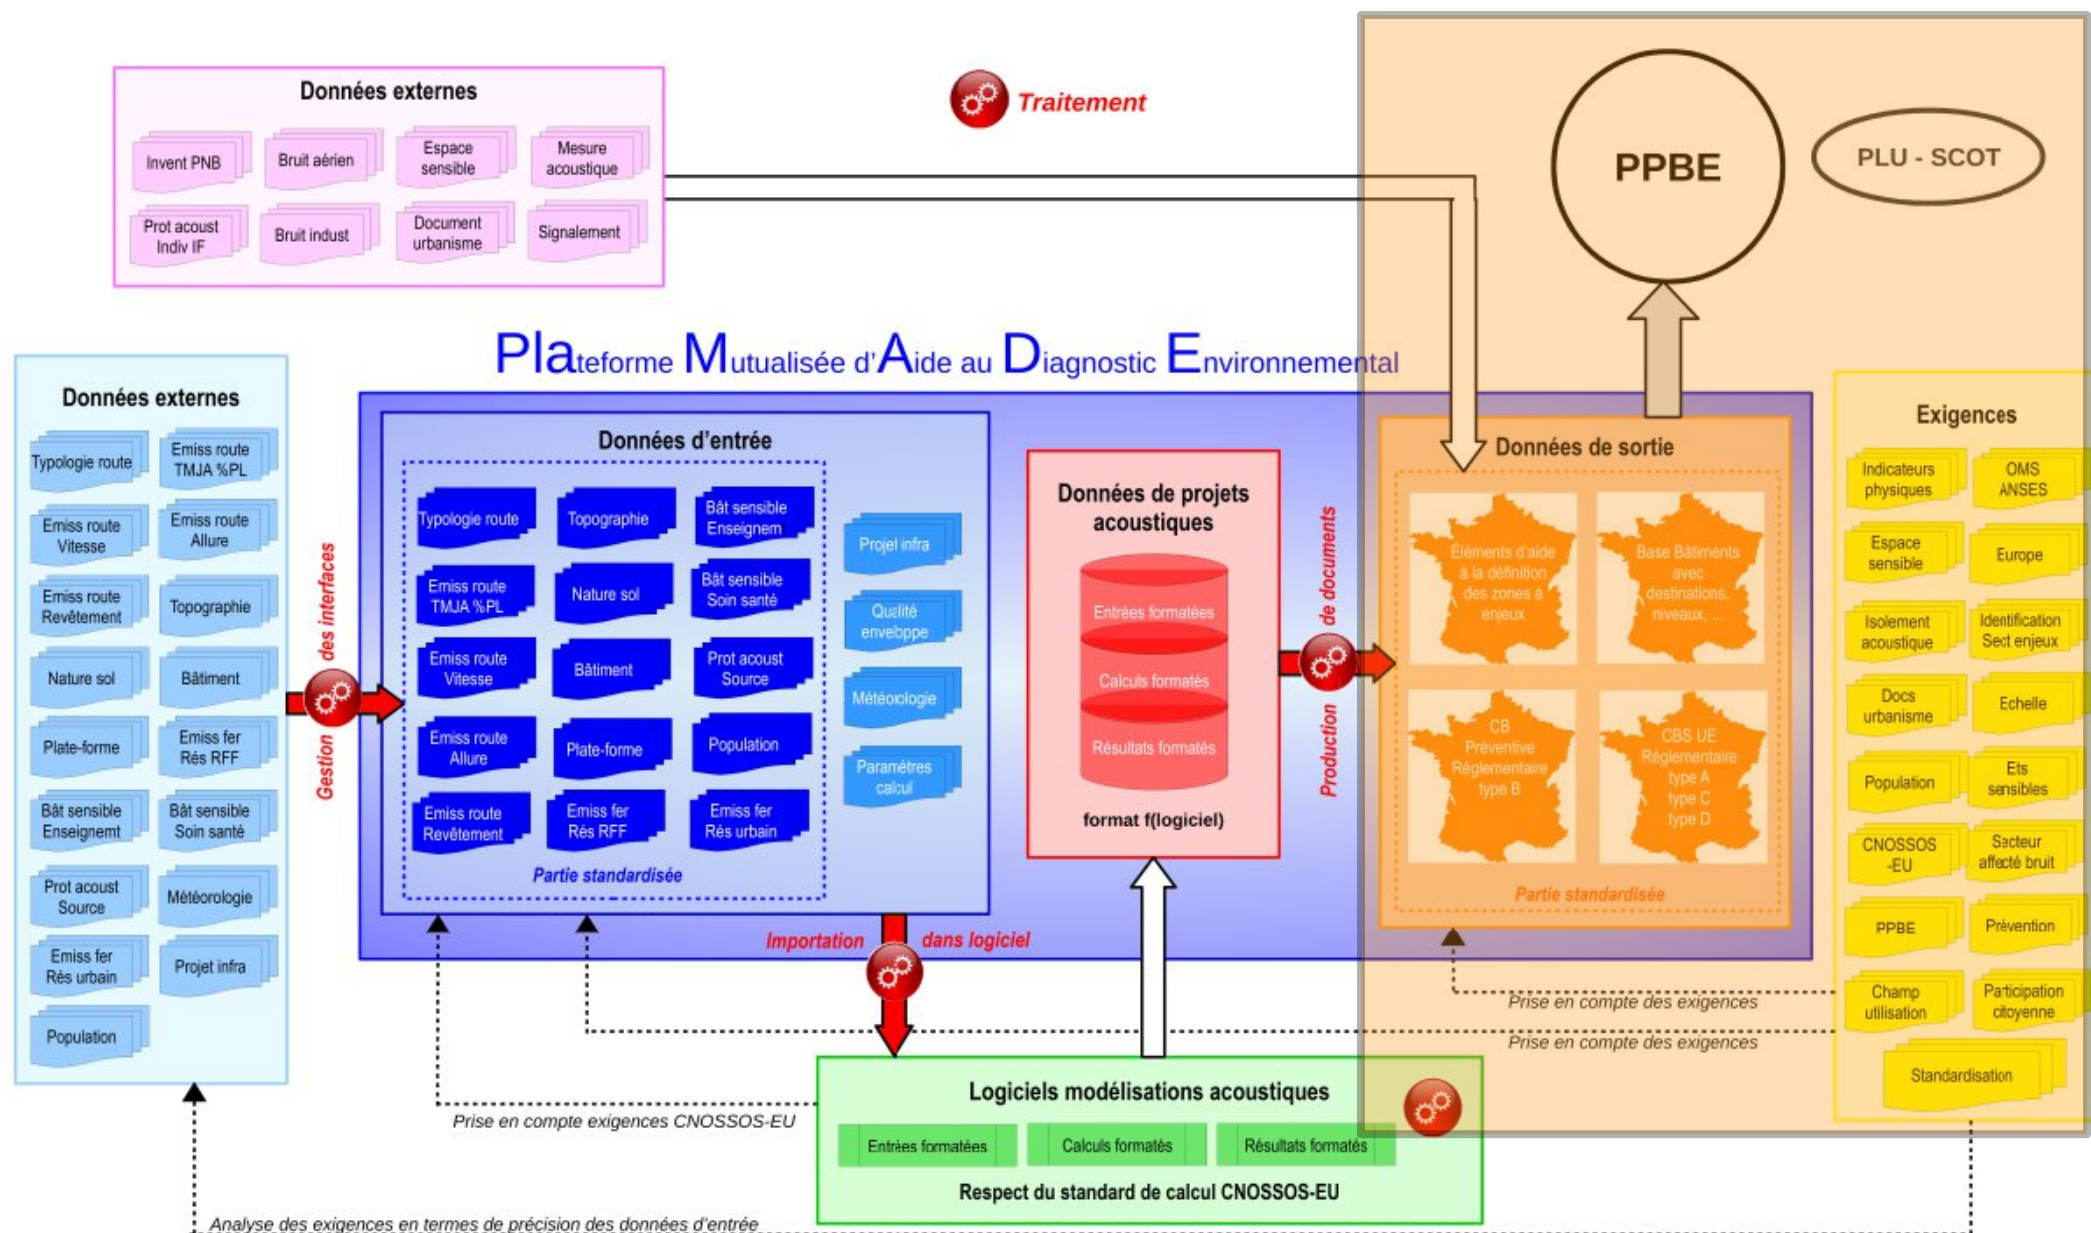 Données externes
Invent PNB
Bruit aérien
Espace
sensible
Mesure
acoustique
Prot acoust
Indiv IF
Bruit indust
Document
urbanisme
Signalement
Traitement
PPBE
PLU - SCOT
Plateforme Mutualisée d'Aide au Diagnostic Environnemental
Données externes
Typologie route
Emiss route
TMJA %PL
Emiss route
Vitesse
Emiss route
Allure
Emiss route
Revêtement
Topographie
Nature sol
Bâtiment
Plate-forme
Emiss fer
Rés RFF
Bât sensible
Enseignemt
Bât sensible
Soin santé
Prot acoust
Source
Météorologie
Emiss fer
Rés urbain
Projet infra
Population
Gestion des interfaces
Données d'entrée
Typologie route
Topographie
Bât sensible
Enseignem
Emiss route
TMJA %PL
Nature sol
Bât sensible
Soin santé
Emiss route
Vitesse
Bâtiment
Prot acoust
Source
Emiss route
Allure
Plate-forme
Population
Emiss route
Revêtement
Emiss fer
Rés RFF
Emiss fer
Rés urbain
Partie standardisée
Projet infra
Qualité
enveloppe
Météorologie
Paramètres
calcul
Données de projets
acoustiques
Entrées formatées
Calculs formatés
Résultats formatés
format f(logiciel)
Production de documents
Données de sortie
Éléments d'aide
à la définition
des zones à
enjeux
Base Bâtiments
avec
destinations,
niveaux, ...
CB
Préventive
Réglementaire
type B
CBS UE
Réglementaire
type A
type C
type D
Partie standardisée
Exigences
Indicateurs
physiques
OMS
ANSES
Espace
sensible
Europe
Isolement
acoustique
Identification
Sect enjeux
Docs
urbanisme
Echelle
Population
Ets
sensibles
CNOSSOS
-EU
Secteur
affecté bruit
PPBE
Prévention
Champ
utilisation
Participation
citoyenne
Standardisation
Importation dans logiciel
Prise en compte des exigences
Prise en compte des exigences
Prise en compte exigences CNOSSOS-EU
Logiciels modélisations acoustiques
Entrées formatées
Calculs formatés
Résultats formatés
Respect du standard de calcul CNOSSOS-EU
Analyse des exigences en termes de précision des données d'entrée